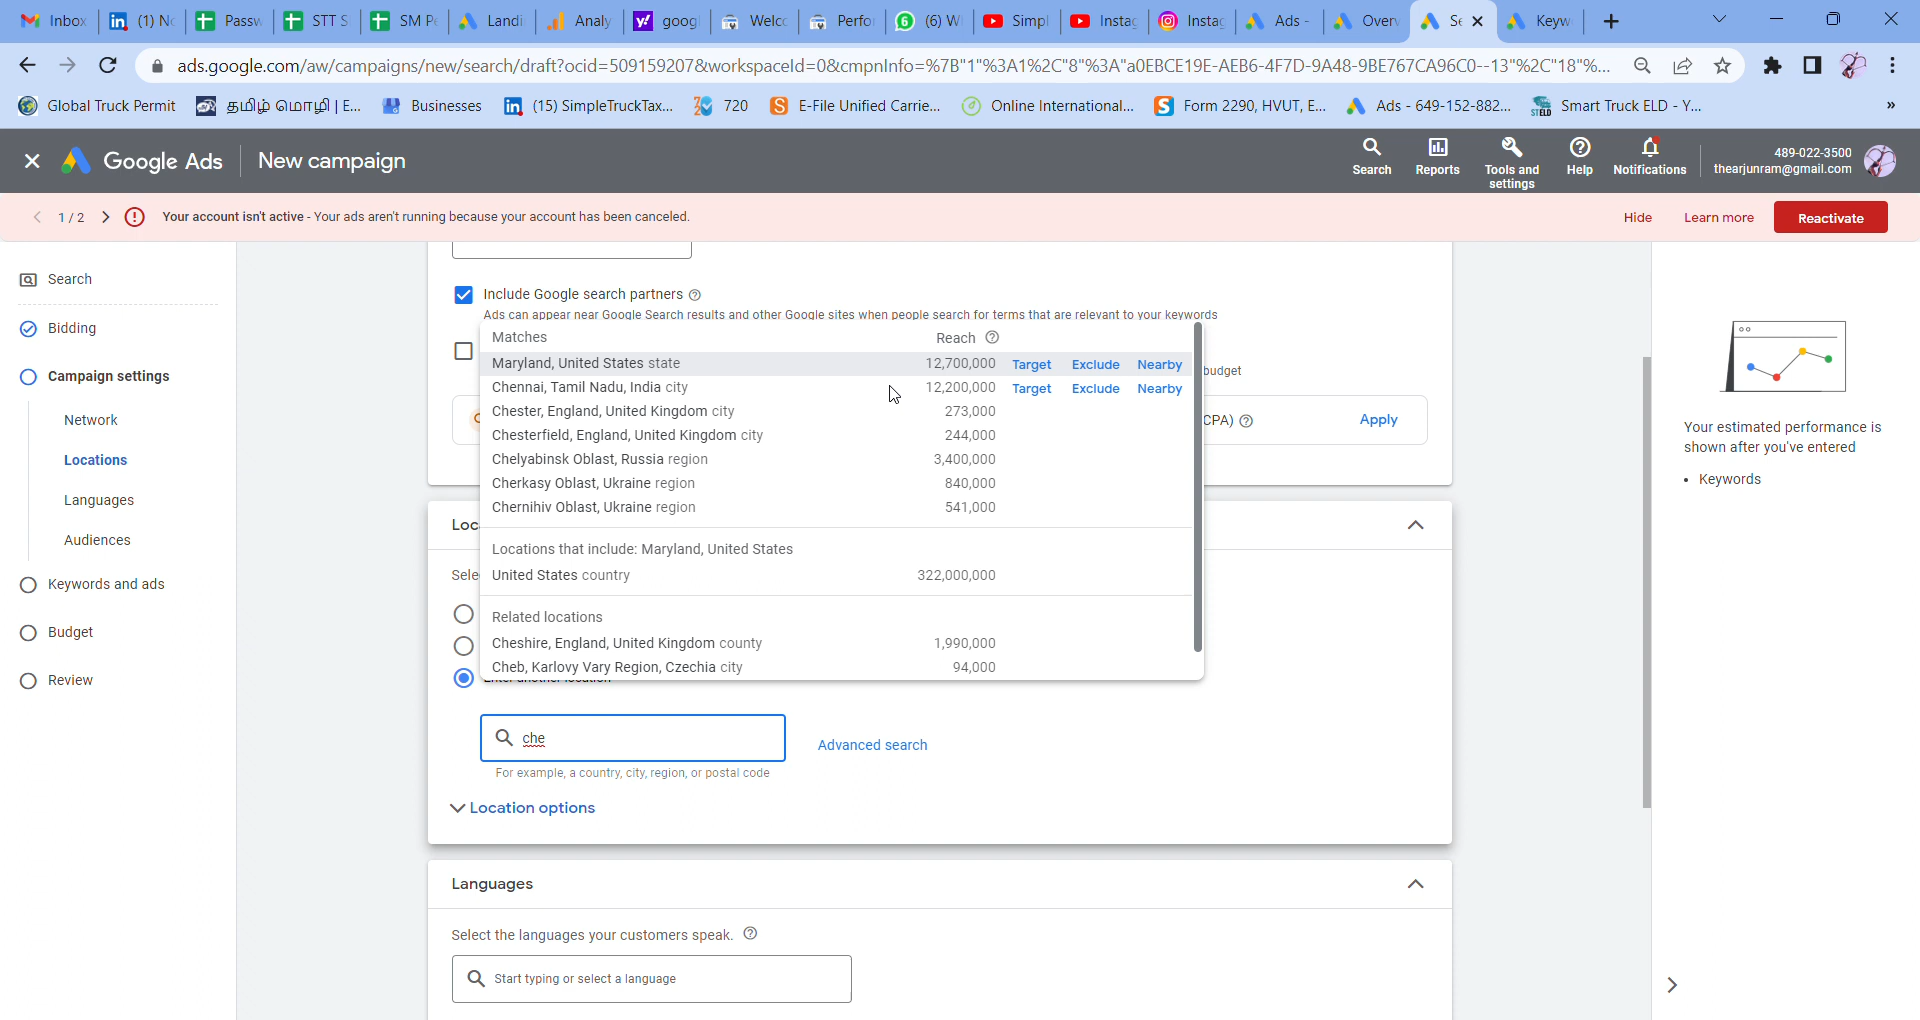 Inbox
(1) N
Passw
STT S
SM P
Landi
Analy
goog
Welc
Perfo
(6) W
Simpl
Insta
Insta
Ads -
Overv
Se
Keyw
ads.google.com/aw/campaigns/new/search/draft?ocid=509159207&workspaceId=0&cmpnInfo=%7B"1"%3A1%2C"8"%3A"a0EBCE19E-AEB6-4F7D-9A48-9BE767CA96C0--13"%2C"18"%...
Global Truck Permit
தமிழ் மொழி | E...
Businesses
(15) SimpleTruckTax...
720
E-File Unified Carrie...
Online International...
Form 2290, HVUT, E...
Ads - 649-152-882...
Smart Truck ELD - Y...
»
Google Ads
New campaign
Search
Reports
Tools and
settings
Help
Notifications
489-022-3500
thearjunram@gmail.com
1 / 2
Your account isn't active - Your ads aren't running because your account has been canceled.
Hide
Learn more
Reactivate
Search
Bidding
Campaign settings
Network
Locations
Languages
Audiences
Keywords and ads
Budget
Review
Include Google search partners
Ads can appear near Google Search results and other Google sites when people search for terms that are relevant to your keywords
Matches Reach
Maryland, United States state 12,700,000 Target Exclude Nearby
Chennai, Tamil Nadu, India city 12,200,000 Target Exclude Nearby
Chester, England, United Kingdom city 273,000
Chesterfield, England, United Kingdom city 244,000
Chelyabinsk Oblast, Russia region 3,400,000
Cherkasy Oblast, Ukraine region 840,000
Chernihiv Oblast, Ukraine region 541,000
Locations that include: Maryland, United States
United States country 322,000,000
Related locations
Cheshire, England, United Kingdom county 1,990,000
Cheb, Karlovy Vary Region, Czechia city 94,000
budget
CPA)
Apply
Loc
Sele
che
Advanced search
For example, a country, city, region, or postal code
Location options
Languages
Select the languages your customers speak.
Start typing or select a language
Your estimated performance is
shown after you've entered
• Keywords